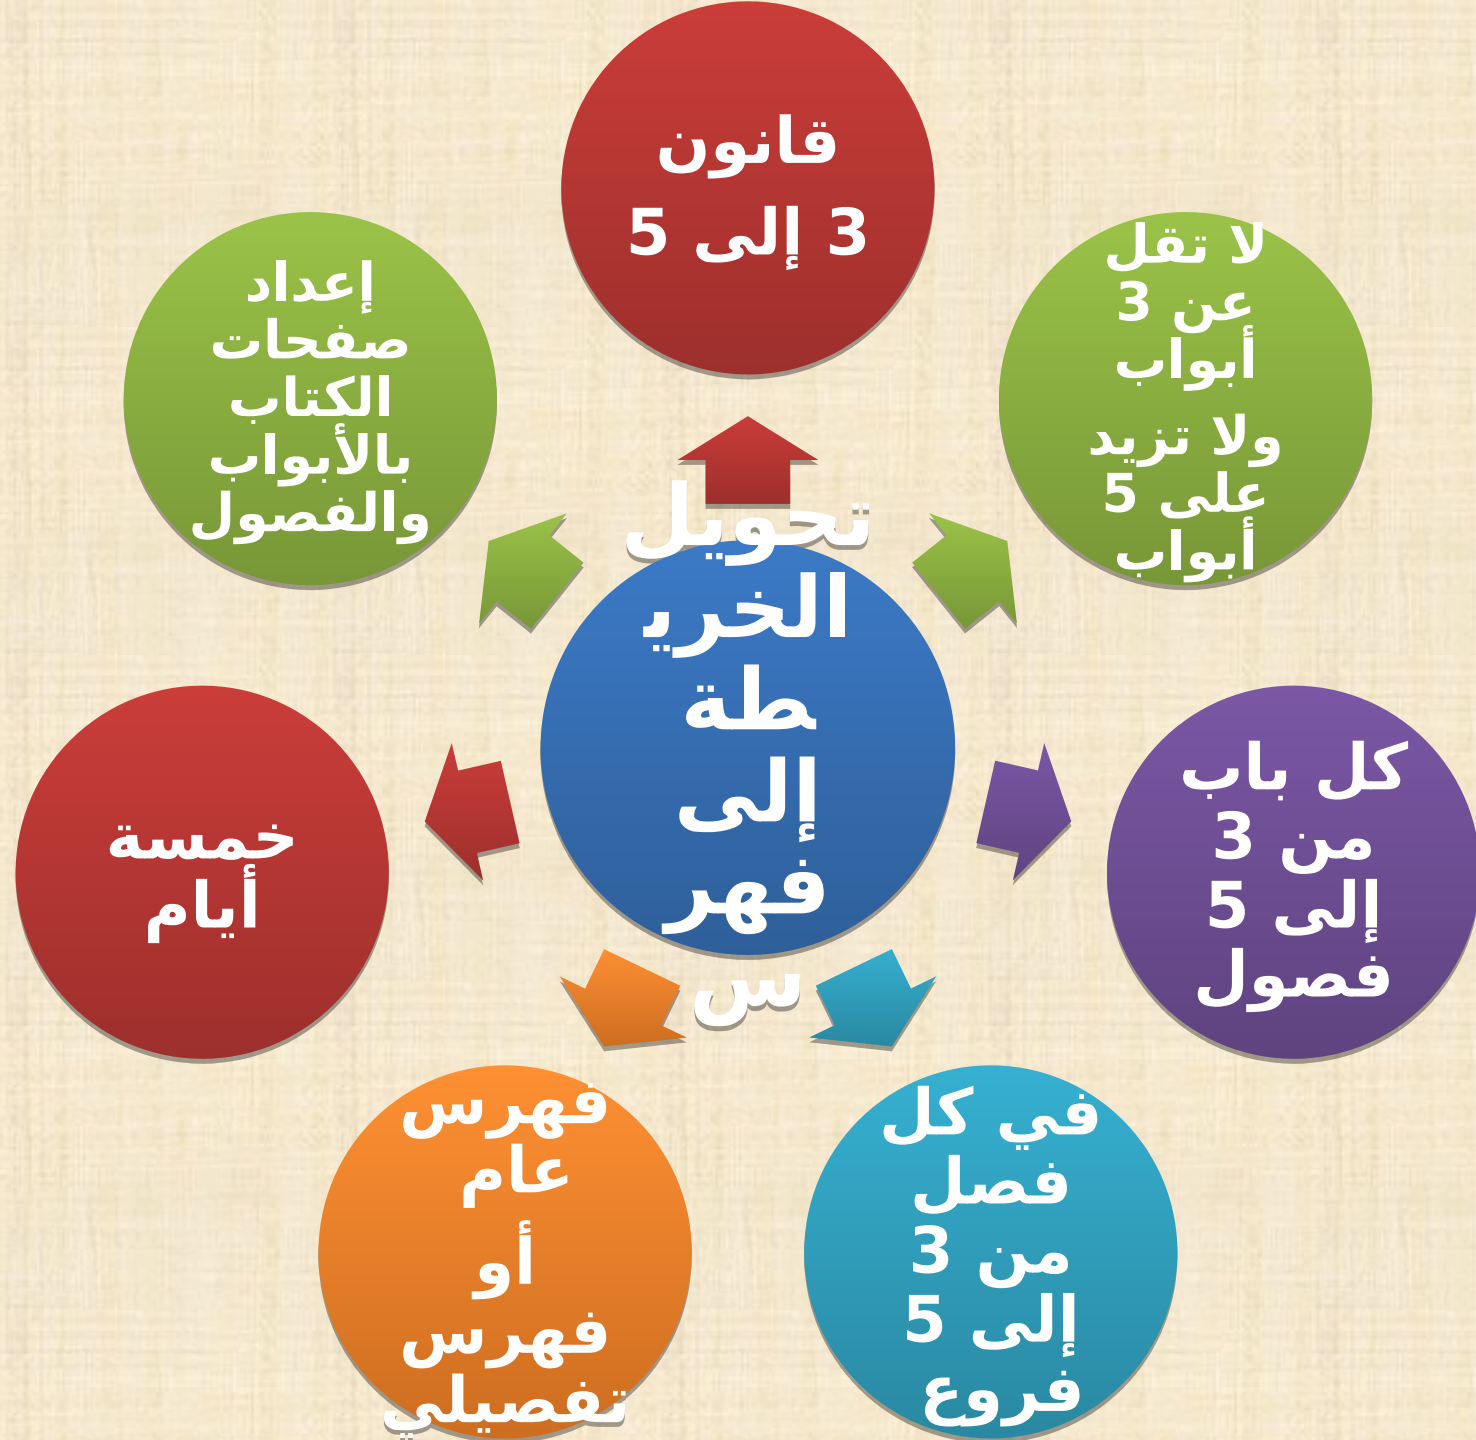 قانون
3 إلى 5
لا تقل
عن 3
أبواب
ولا تزيد
على 5
أبواب
كل باب
من 3
إلى 5
فصول
في كل
فصل
من 3
إلى 5
فروع
فهرس
عام
أو
فهرس
تفصيلي
خمسة
أيام
إعداد
صفحات
الكتاب
بالأبواب
والفصول
تحويل
الخري
طة
إلى
فهر
س